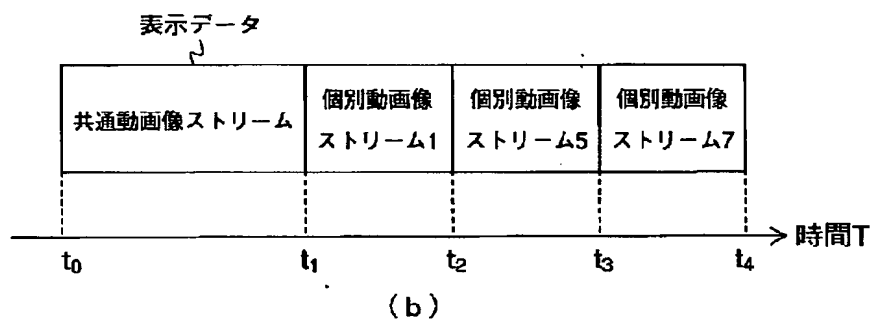 表示データ
共通動画像ストリーム
個別動画像
ストリーム1
個別動画像
ストリーム5
個別動画像
ストリーム7
時間T
t0
t1
t2
t3
t4
(b)